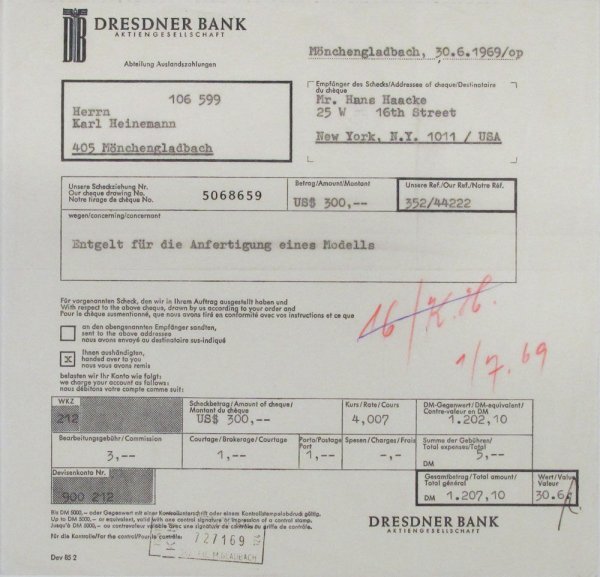 DRESDNER BANK
AKTIENGESELLSCHAFT
Abteilung Auslandszahlungen
Mönchengladbach, 30.6.1969/op
106 599
Herrn
Karl Heinemann
405 Mönchengladbach
Empfänger des Schecks/Addressee of cheque/Destinataire
du chèque
Mr. Hans Haacke
25 W 16th Street
New York, N.Y. 1011 / USA
Unsere Scheckziehung Nr.
Our cheque drawing No.
Notre tirage de chèque No.
5068659
Betrag/Amount/Montant
US$ 300,--
Unsere Ref./Our Ref./Notre Réf.
352/44222
wegen/concerning/concernant
Entgelt für die Anfertigung eines Modells
Für vorgenannten Scheck, den wir in Ihrem Auftrag ausgestellt haben und
With respect to the above cheque, drawn by us according to your order and
Pour le chèque susmentionné, que nous avons tiré en conformité avec vos instructions et ce que
16/K.H.
1/7.69
an den obengenannten Empfänger sandten,
sent to the above addressee
nous avons envoyé au destinataire sus-indiqué
x
Ihnen aushändigten,
handed over to you
nous vous avons remis
belasten wir Ihr Konto wie folgt:
we charge your account as follows:
nous débitons votre compte comme suit:
WKZ
212
Scheckbetrag/Amount of cheque/
Montant du chèque
US$ 300,--
Kurs/Rate/Cours
4,007
DM-Gegenwert/DM-equivalent/
Contre-valeur en DM
1.202,10
Bearbeitungsgebühr/Commission
3,--
Courtage/Brokerage/Courtage
1,--
Porto/Postage
Port
1,--
Spesen/Charges/Frais
-,--
Summe der Gebühren/
Total expenses/Total
DM
5,--
Devisenkonto Nr.
900 212
Gesamtbetrag/Total amount/
Total général
DM 1.207,10
Wert/Value
Valeur
30.6.
Bis DM 5000,– oder Gegenwert mit einer Kontrollunterschrift oder einem Kontrollstempelabdruck gültig.
Up to DM 5000,– or equivalent, valid with one control signature or impression of a control stamp.
Jusqu'à DM 5000,– ou contrevaleur valable avec une signature ou griffe de contrôle.
Für die Kontrolle/For the control/Pour le contrôle:
727169
M.GLADBACH
DRESDNER BANK
AKTIENGESELLSCHAFT
Dev 85 2